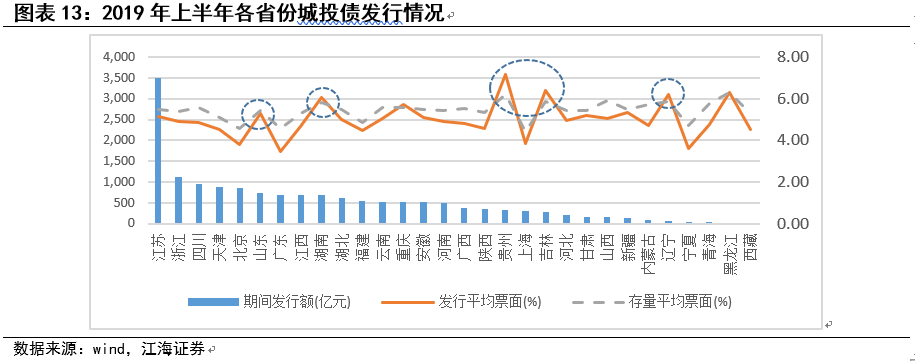 图表 13：2019 年上半年各省份城投债发行情况
4,000
3,500
3,000
2,500
2,000
1,500
1,000
500
0
8.00
6.00
4.00
2.00
0.00
江苏
浙江
四川
天津
北京
山东
广东
江西
湖南
湖北
福建
云南
重庆
安徽
河南
广西
陕西
贵州
上海
吉林
河北
甘肃
山西
新疆
内蒙古
辽宁
宁夏
青海
黑龙江
西藏
期间发行额(亿元) 发行平均票面(%) 存量平均票面(%)
数据来源：wind，江海证券